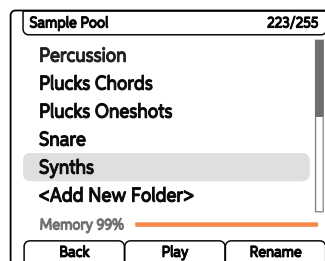 Sample Pool 223/255
Percussion
Plucks Chords
Plucks Oneshots
Snare
Synths
<Add New Folder>
Memory 99%
Back Play Rename